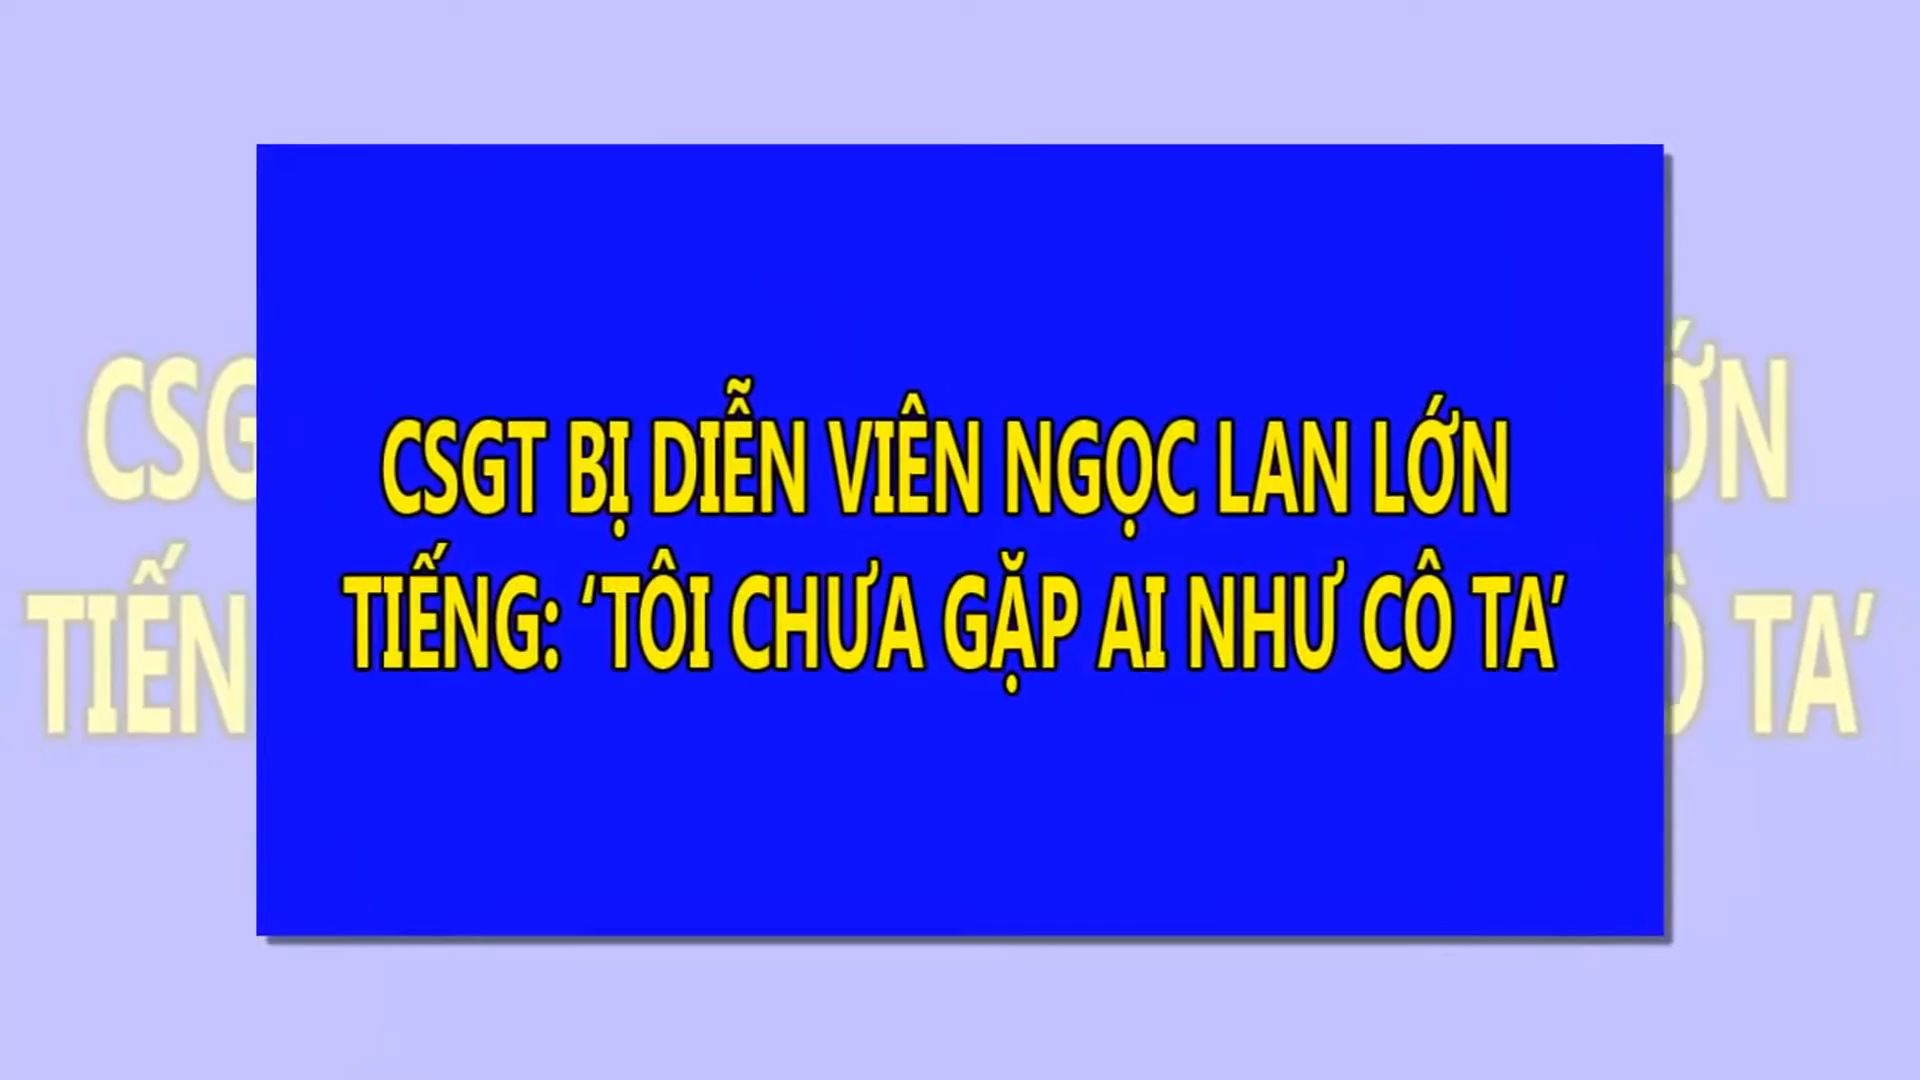 CSGT BỊ DIỄN VIÊN NGỌC LAN LỚN
TIẾNG: ‘TÔI CHƯA GẶP AI NHƯ CÔ TA’